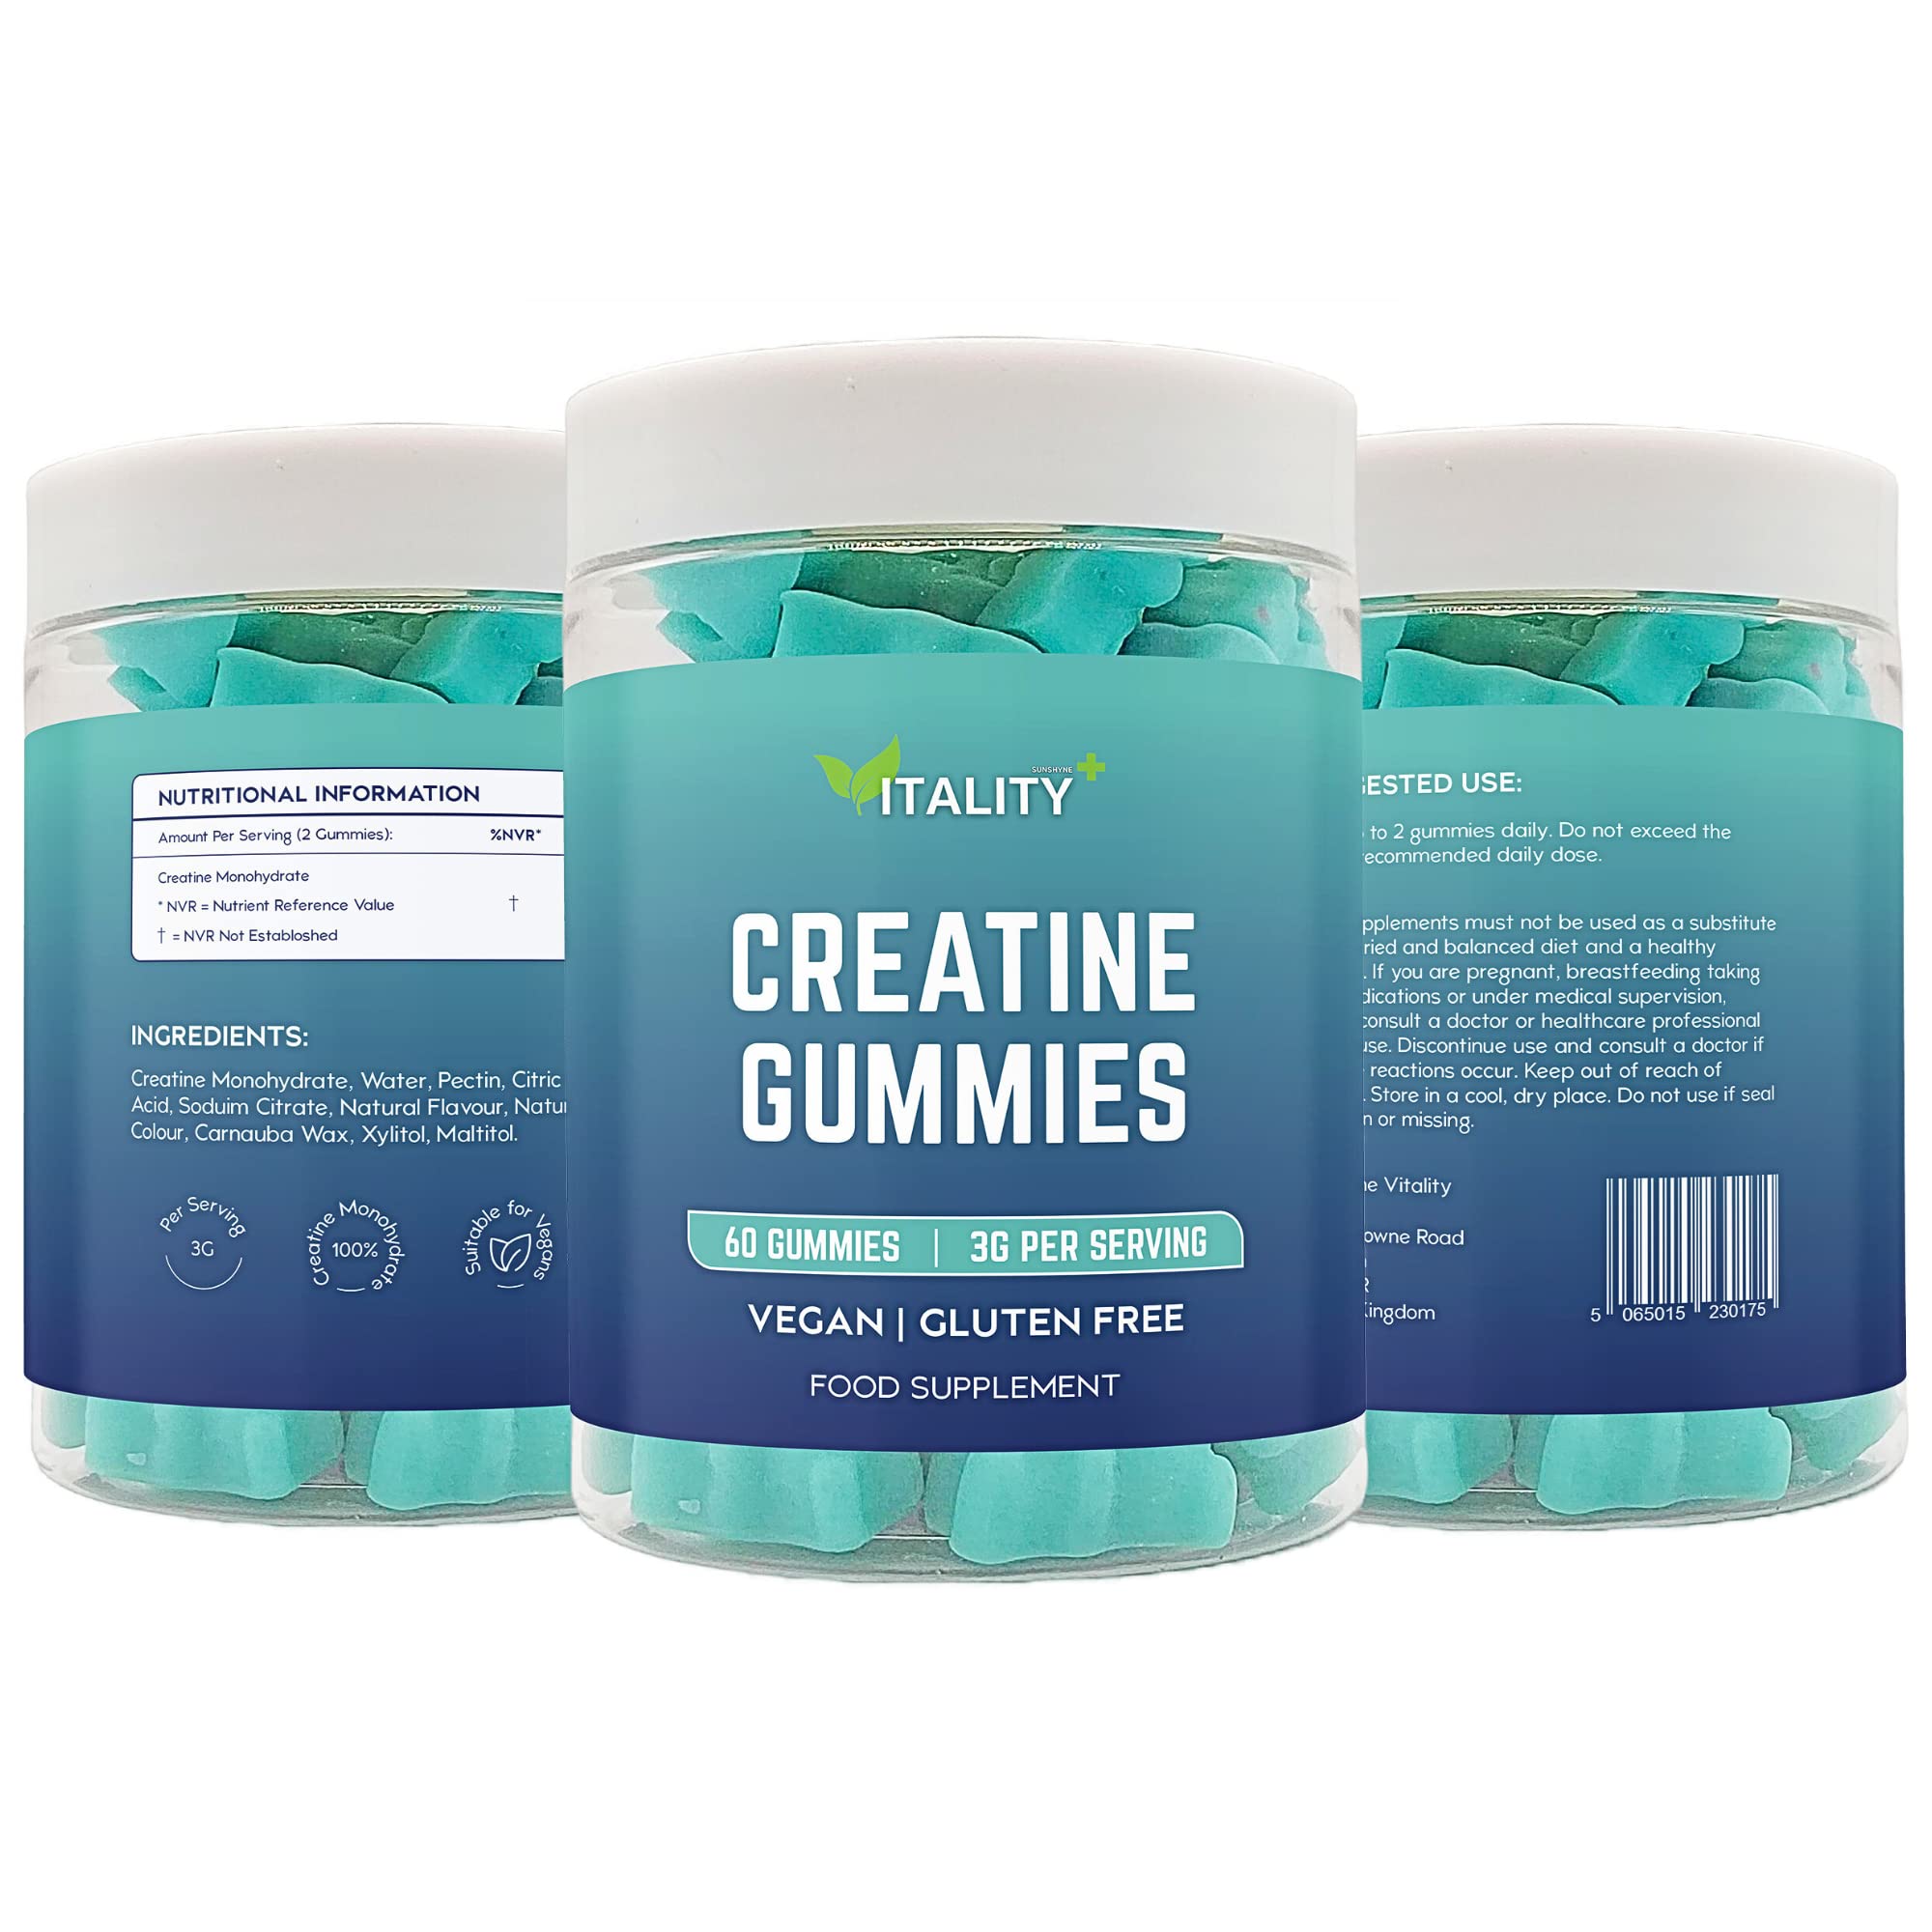 NUTRITIONAL INFORMATION
Amount Per Serving (2 Gummies): %NVR*
Creatine Monohydrate
* NVR = Nutrient Reference Value †
† = NVR Not Establoshed
INGREDIENTS:
Creatine Monohydrate, Water, Pectin, Citric
Acid, Soduim Citrate, Natural Flavour, Natu
Colour, Carnauba Wax, Xylitol, Maltitol.
Per Serving
3G
Creatine Monohydrate
100%
Suitable for Vegans
SUNSHYNE
VITALITY
CREATINE
GUMMIES
60 GUMMIES | 3G PER SERVING
VEGAN | GLUTEN FREE
FOOD SUPPLEMENT
GESTED USE:
to 2 gummies daily. Do not exceed the
ecommended daily dose.
pplements must not be used as a substitute
ried and balanced diet and a healthy
. If you are pregnant, breastfeeding taking
dications or under medical supervision,
consult a doctor or healthcare professional
use. Discontinue use and consult a doctor if
reactions occur. Keep out of reach of
. Store in a cool, dry place. Do not use if seal
n or missing.
ne Vitality
owne Road
R
Kingdom
5 065015 230175